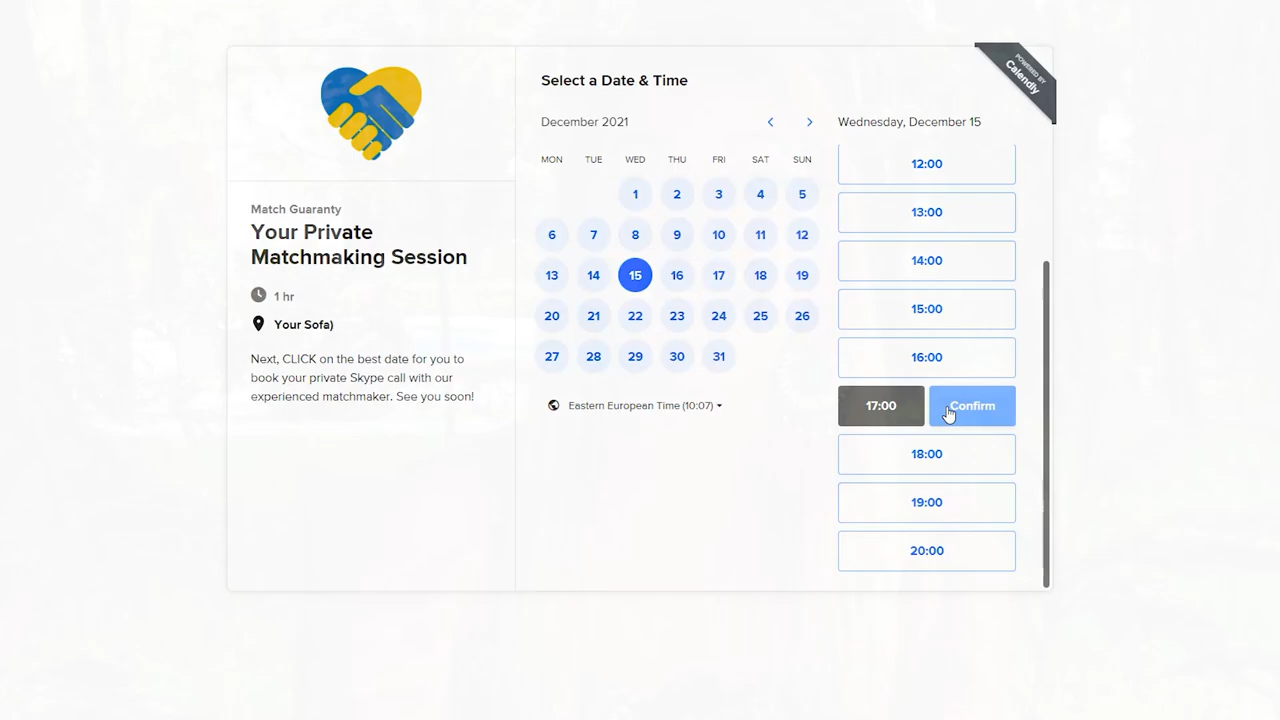 POWERED BY
Calendly
Match Guaranty
Your Private
Matchmaking Session
1 hr
Your Sofa)
Next, CLICK on the best date for you to
book your private Skype call with our
experienced matchmaker. See you soon!
Select a Date & Time
December 2021
MON TUE WED THU FRI SAT SUN
1 2 3 4 5
6 7 8 9 10 11 12
13 14 15 16 17 18 19
20 21 22 23 24 25 26
27 28 29 30 31
Eastern European Time (10:07)
Wednesday, December 15
12:00
13:00
14:00
15:00
16:00
17:00 Confirm
18:00
19:00
20:00